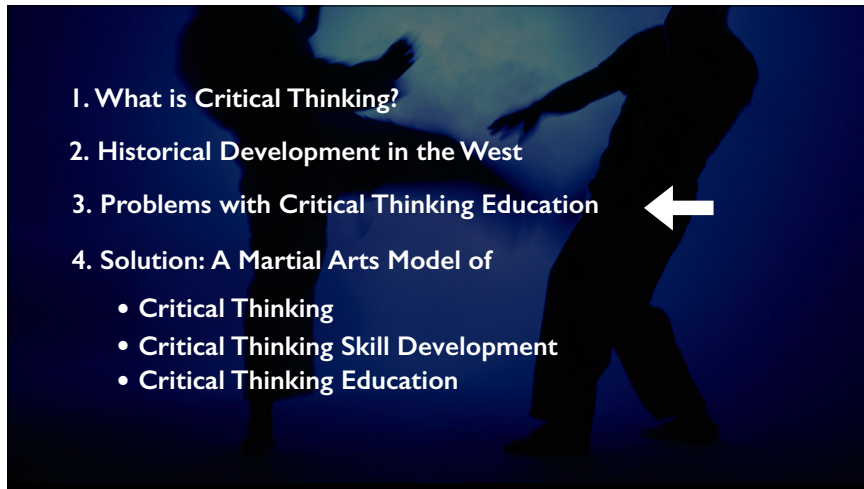 1. What is Critical Thinking?
2. Historical Development in the West
3. Problems with Critical Thinking Education
4. Solution: A Martial Arts Model of
• Critical Thinking
• Critical Thinking Skill Development
• Critical Thinking Education